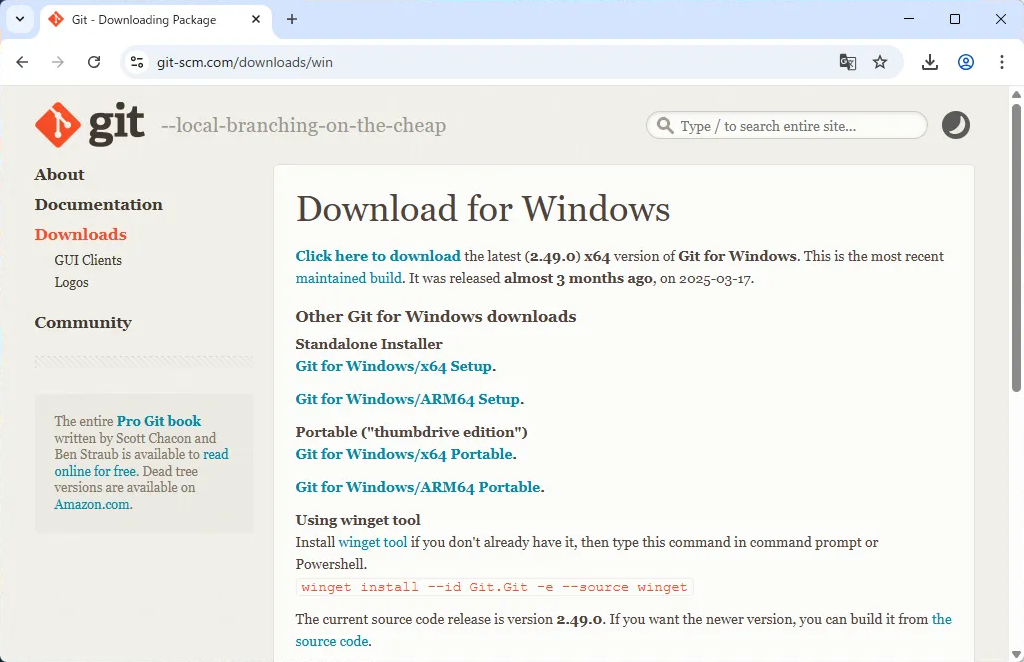 Git - Downloading Package
git-scm.com/downloads/win
git --local-branching-on-the-cheap
Type / to search entire site...
About
Documentation
Downloads
GUI Clients
Logos
Community
The entire Pro Git book
written by Scott Chacon and
Ben Straub is available to read
online for free. Dead tree
versions are available on
Amazon.com.
Download for Windows
Click here to download the latest (2.49.0) x64 version of Git for Windows. This is the most recent
maintained build. It was released almost 3 months ago, on 2025-03-17.
Other Git for Windows downloads
Standalone Installer
Git for Windows/x64 Setup.
Git for Windows/ARM64 Setup.
Portable ("thumbdrive edition")
Git for Windows/x64 Portable.
Git for Windows/ARM64 Portable.
Using winget tool
Install winget tool if you don't already have it, then type this command in command prompt or
Powershell.
winget install --id Git.Git -e --source winget
The current source code release is version 2.49.0. If you want the newer version, you can build it from the
source code.